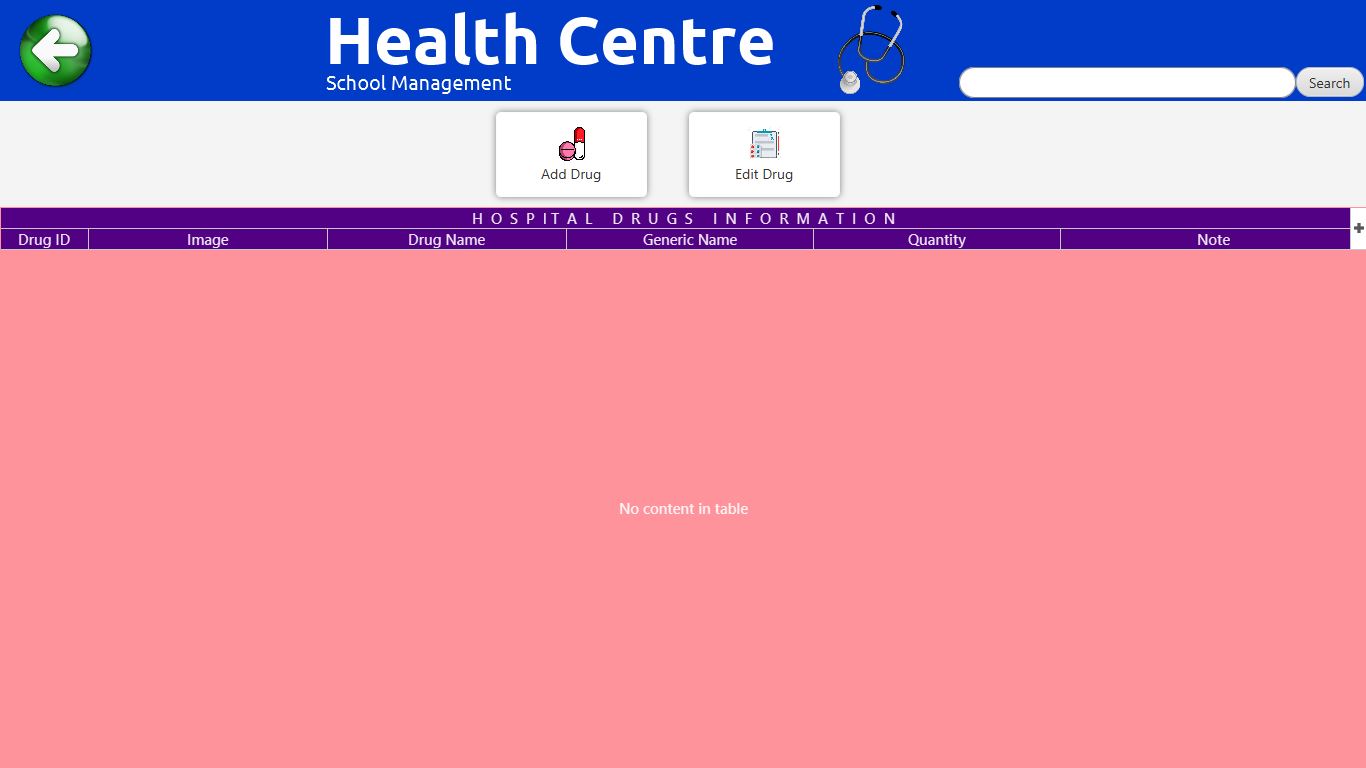 Health Centre
School Management
Search
Add Drug
Edit Drug
HOSPITAL DRUGS INFORMATION
Drug ID
Image
Drug Name
Generic Name
Quantity
Note
No content in table